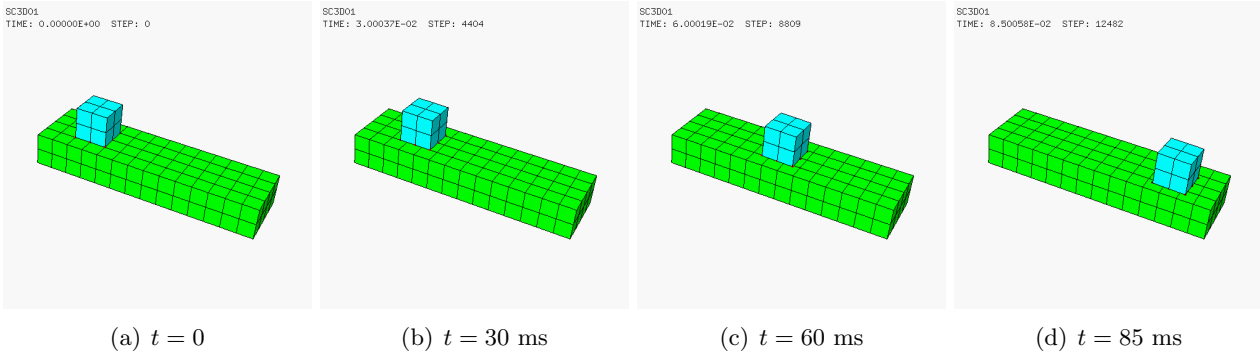 SC3D01
TIME: 0.00000E+00 STEP: 0
SC3D01
TIME: 3.00037E-02 STEP: 4404
SC3D01
TIME: 6.00019E-02 STEP: 8809
SC3D01
TIME: 8.50058E-02 STEP: 12482
(a) t = 0
(b) t = 30 ms
(c) t = 60 ms
(d) t = 85 ms